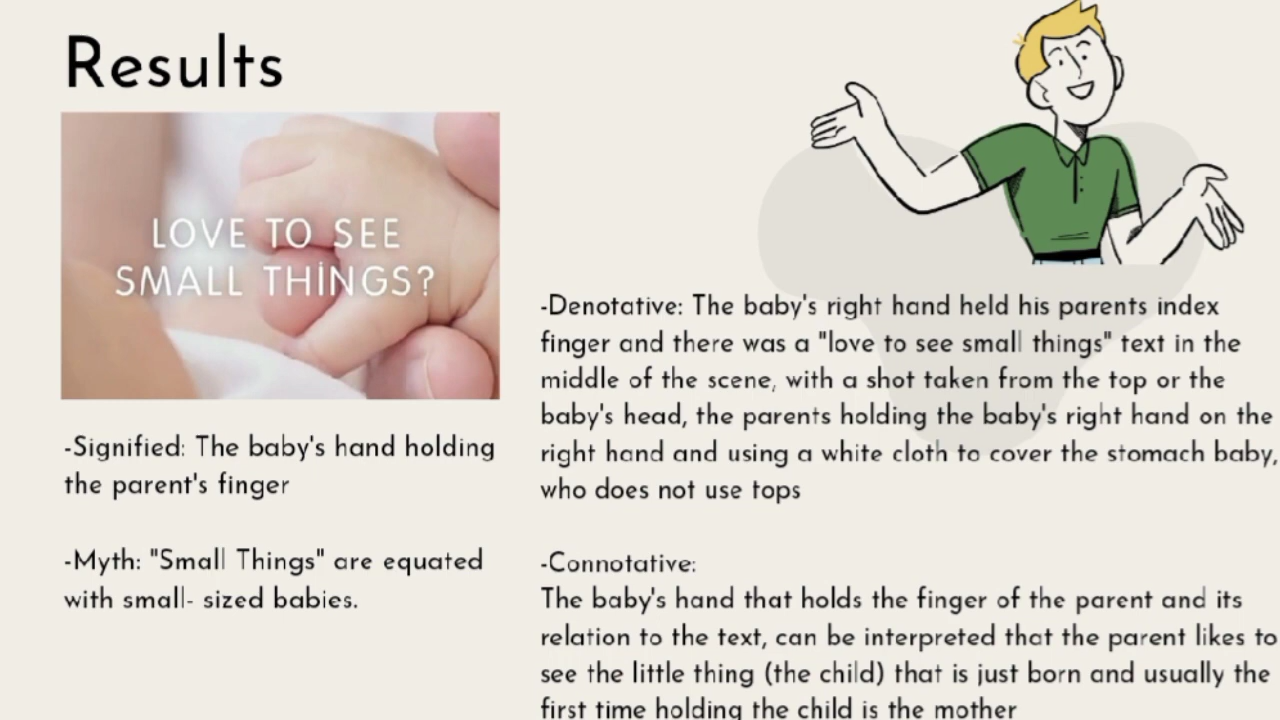 Results
LOVE TO SEE
SMALL THINGS?
-Signified: The baby's hand holding
the parent's finger
-Myth: "Small Things" are equated
with small- sized babies.
-Denotative: The baby's right hand held his parents index
finger and there was a "love to see small things" text in the
middle of the scene, with a shot taken from the top or the
baby's head, the parents holding the baby's right hand on the
right hand and using a white cloth to cover the stomach baby,
who does not use tops
-Connotative:
The baby's hand that holds the finger of the parent and its
relation to the text, can be interpreted that the parent likes to
see the little thing (the child) that is just born and usually the
first time holding the child is the mother